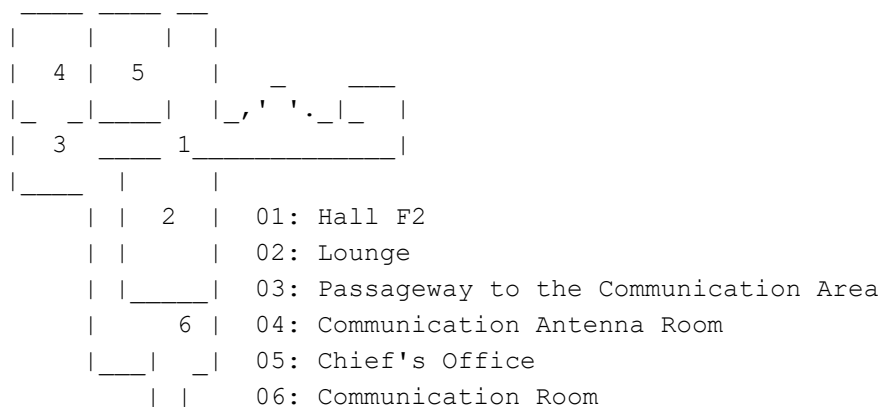 4 5
3 1
2 01: Hall F2
02: Lounge
03: Passageway to the Communication Area
6 04: Communication Antenna Room
05: Chief's Office
06: Communication Room